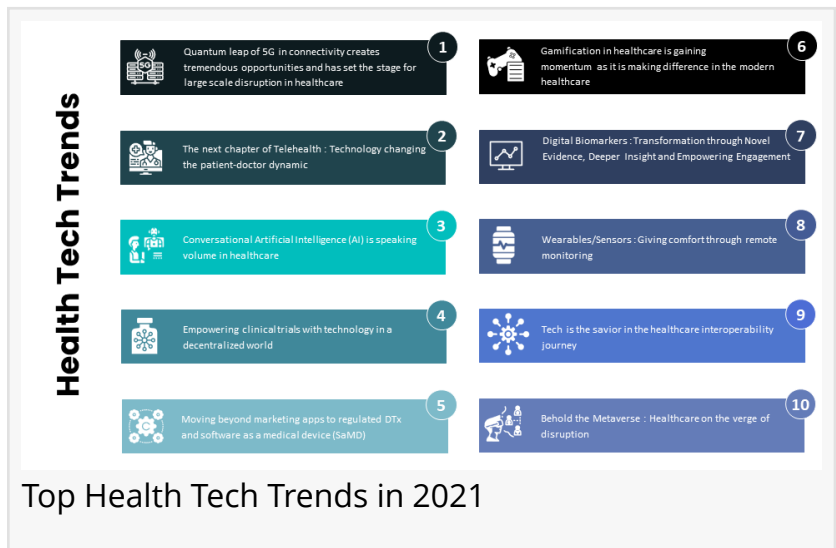 Health Tech Trends
1
Quantum leap of 5G in connectivity creates
tremendous opportunities and has set the stage for
large scale disruption in healthcare
5G
2
The next chapter of Telehealth : Technology changing
the patient-doctor dynamic
3
Conversational Artificial Intelligence (AI) is speaking
volume in healthcare
4
Empowering clinical trials with technology in a
decentralized world
5
Moving beyond marketing apps to regulated DTx
and software as a medical device (SaMD)
6
Gamification in healthcare is gaining
momentum as it is making difference in the modern
healthcare
7
Digital Biomarkers : Transformation through Novel
Evidence, Deeper Insight and Empowering Engagement
8
Wearables/Sensors : Giving comfort through remote
monitoring
9
Tech is the savior in the healthcare interoperability
journey
10
Behold the Metaverse : Healthcare on the verge of
disruption
Top Health Tech Trends in 2021